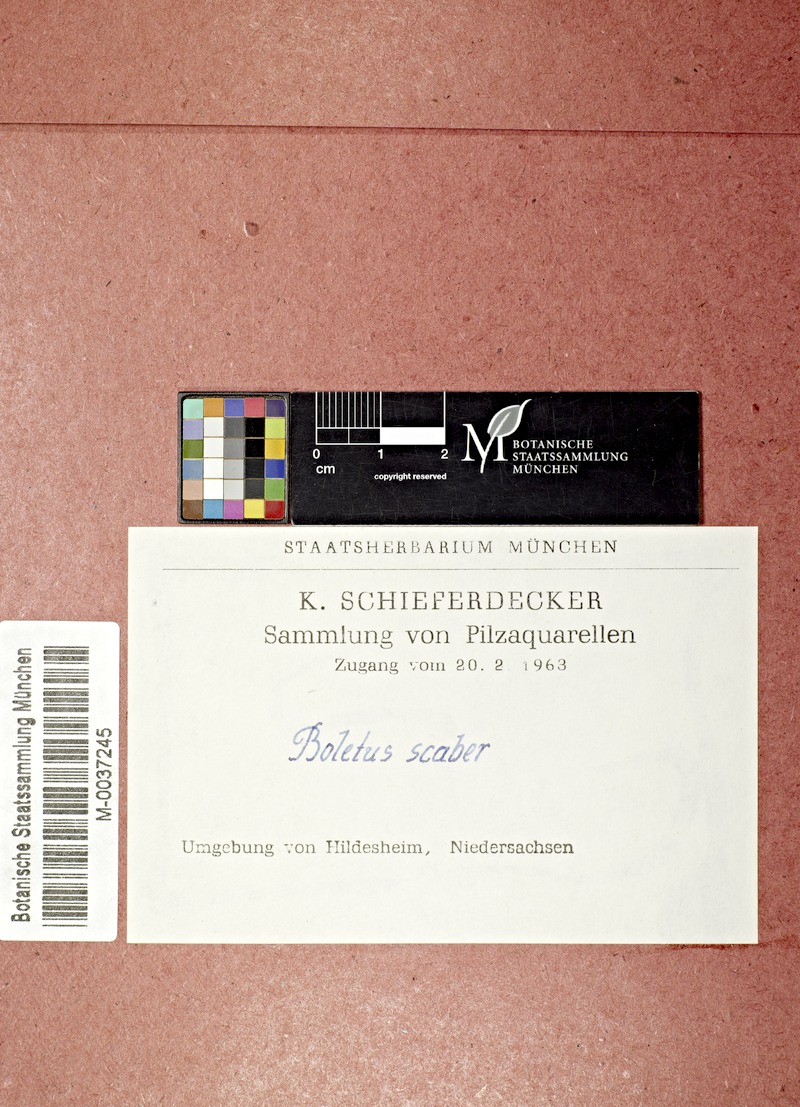 0 1 2
cm
copyright reserved
BOTANISCHE
STAATSSAMMLUNG
MÜNCHEN
STAATSHERBARIUM MÜNCHEN
K. SCHIEFERDECKER
Sammlung von Pilzaquarellen
Zugang vom 20. 2 1963
Boletus scaber
Umgebung von Hildesheim, Niedersachsen
Botanische Staatssammlung München
M-0037245